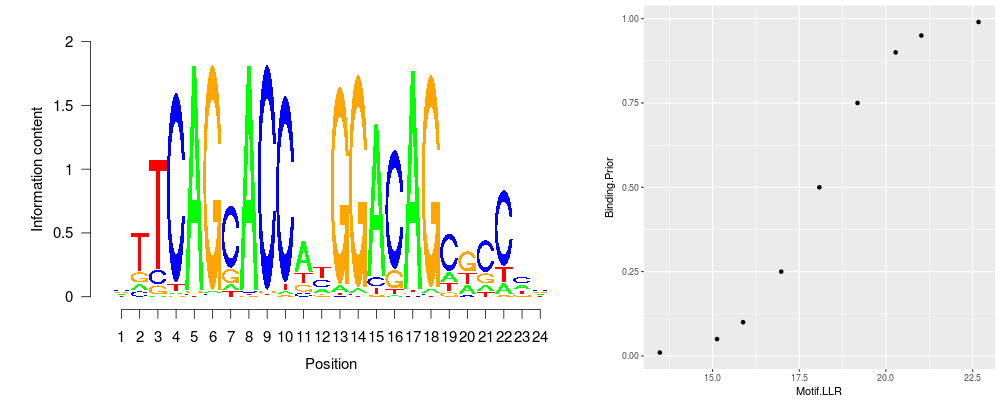 2
1.5
1
0.5
0
Information content
TTCAGCACCATTGGACAGCGCCC
1 2 3 4 5 6 7 8 9 10 11 12 13 14 15 16 17 18 19 20 21 22 23 24
Position
1.00
0.75
0.50
0.25
0.00
Binding.Prior
15.0 17.5 20.0 22.5
Motif.LLR